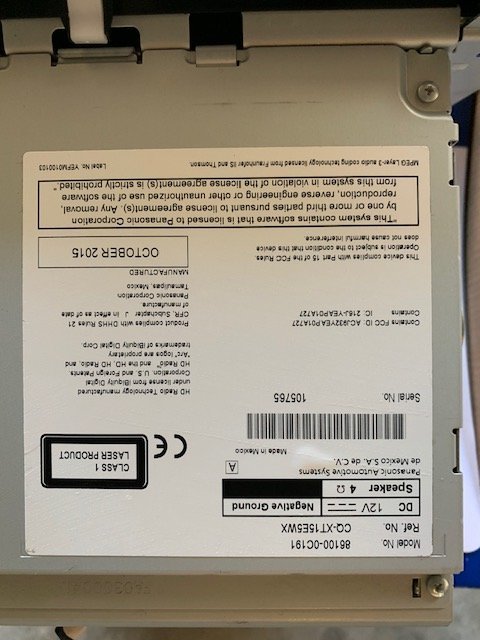 Model No. 86100-0C191
Ref. No. CQ-XT15E5WX
DC 12V Negative Ground
Speaker 4 Ω
Panasonic Automotive Systems
de Mexico S.A. de C.V.
A
Made in Mexico
CE
CLASS 1
LASER PRODUCT
Serial No. 105765
HD Radio Technology manufactured
under license from iBiquity Digital
Corporation. U.S. and Foreign Patents.
HD Radio and the HD, HD Radio, and
"Arc" logos are proprietary
trademarks of iBiquity Digital Corp.
Contains FCC ID: ACJ932YEAP01A727
Contains IC: 216J-YEAP01A727
Product complies with DHHS Rules 21
CFR, Subchapter J in effect as of date
of manufacture.
Panasonic Corporation
Tamaulipas, Mexico
This device complies with Part 15 of the FCC Rules.
Operation is subject to the condition that this device
does not cause harmful interference.
MANUFACTURED
OCTOBER 2015
"This system contains software that is licensed to Panasonic Corporation
by one or more third parties pursuant to license agreement(s). Any removal,
reproduction, reverse engineering or other unauthorized use of the software
from this system in violation of the license agreement(s) is strictly prohibited."
MPEG Layer-3 audio coding technology licensed from Fraunhofer IIS and Thomson.
Label No. YEFM0100103